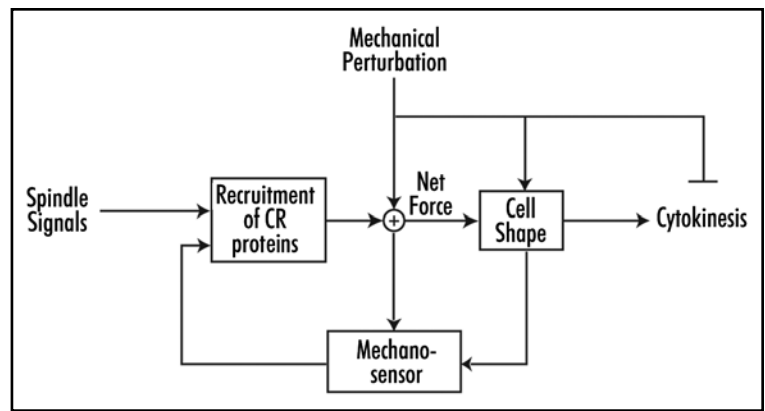 Mechanical
Perturbation
Spindle
Signals
Recruitment
of CR
proteins
+
Net
Force
Cell
Shape
Cytokinesis
Mechano-
sensor